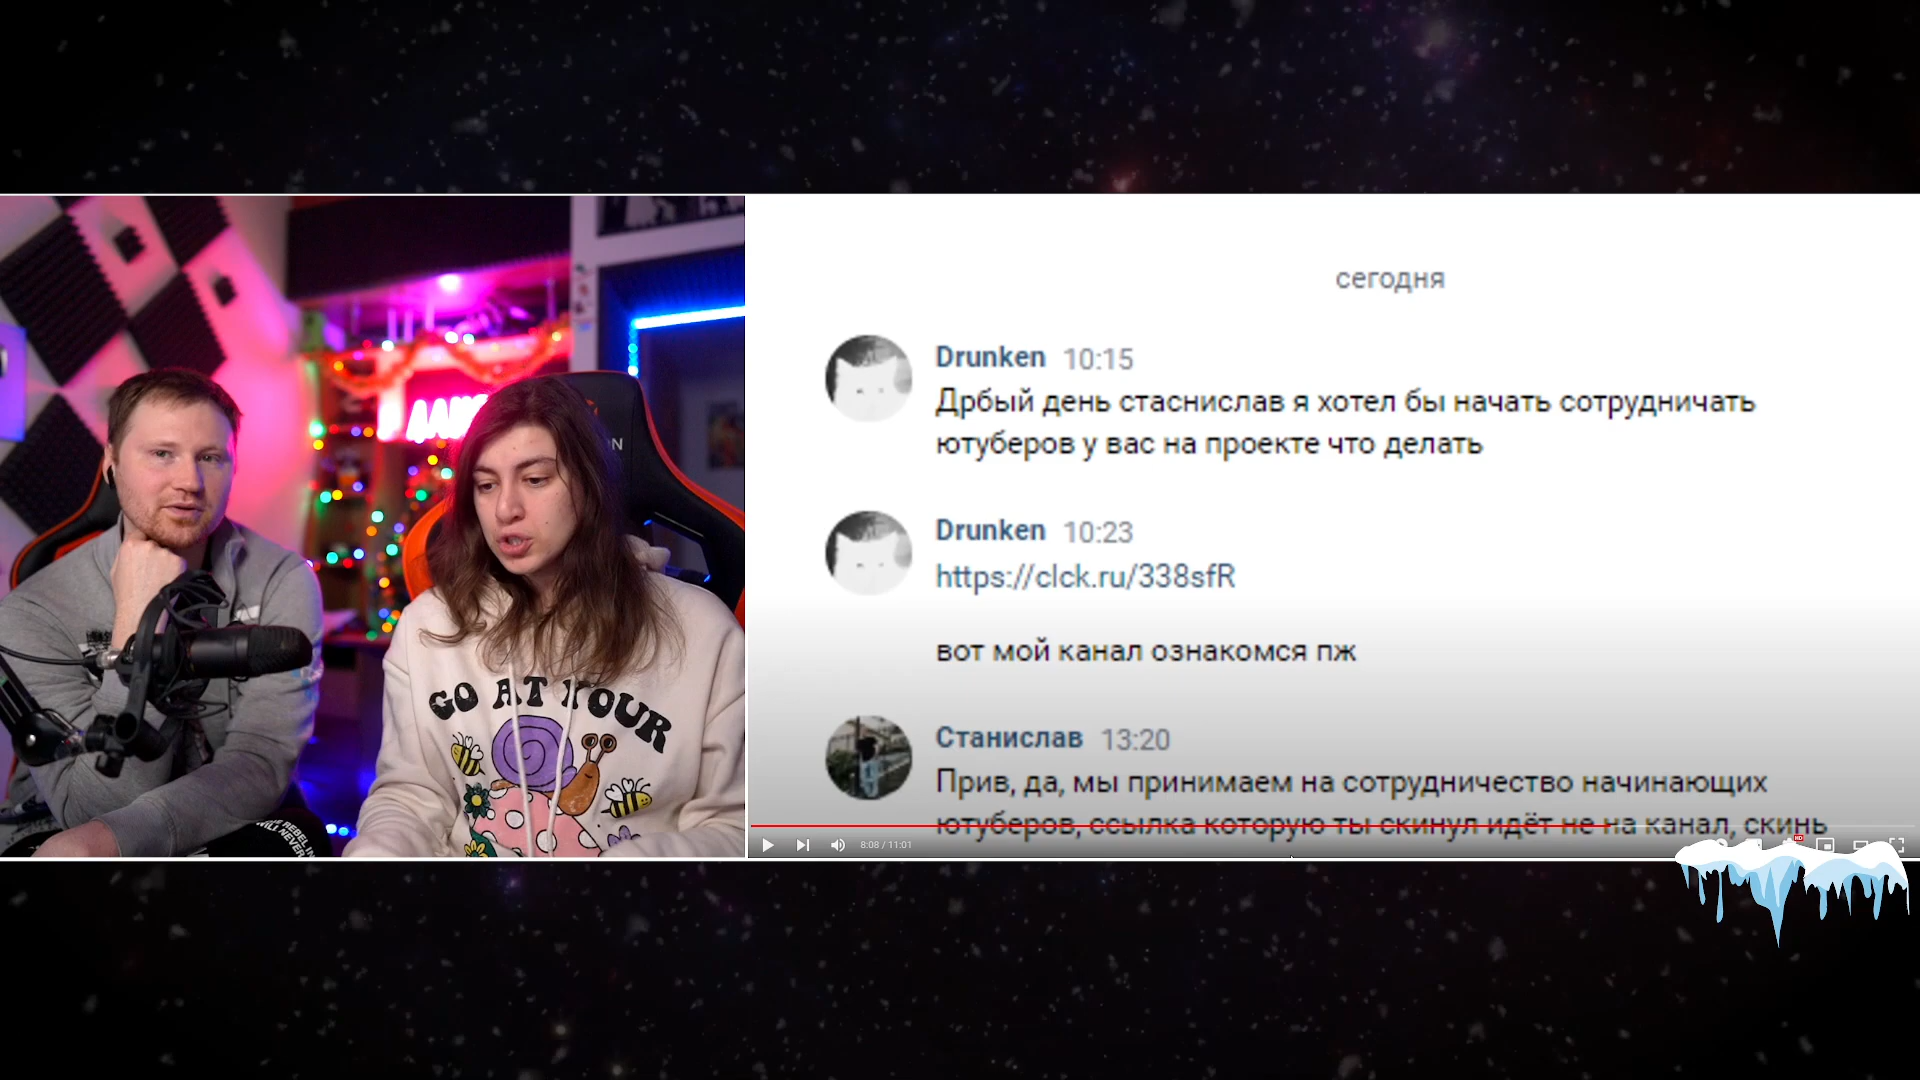 GO AT YOUR
сегодня
Drunken 10:15
Дрбый день стаснислав я хотел бы начать сотрудничать
ютуберов у вас на проекте что делать
Drunken 10:23
https://clck.ru/338sfR
вот мой канал ознакомся пж
Станислав 13:20
Прив, да, мы принимаем на сотрудничество начинающих
ютуберов, ссылка которую ты скинул идёт не на канал, скинь
8:08 / 11:01